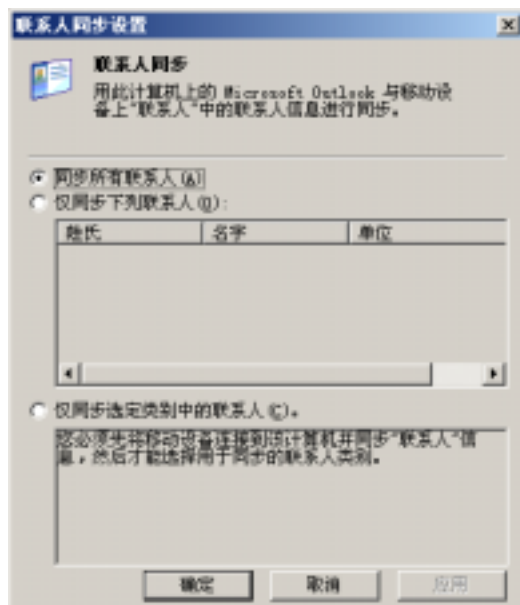 联系人同步设置
联系人同步
用此计算机上的 Microsoft Outlook 与移动设
备上“联系人”中的联系人信息进行同步。
同步所有联系人(A)
仅同步下列联系人(O):
姓氏 名字 单位
仅同步选定类别中的联系人(C)。
您必须先将移动设备连接到该计算机并同步“联系人”信
息，然后才能选择用于同步的联系人类别。
确定 取消 应用